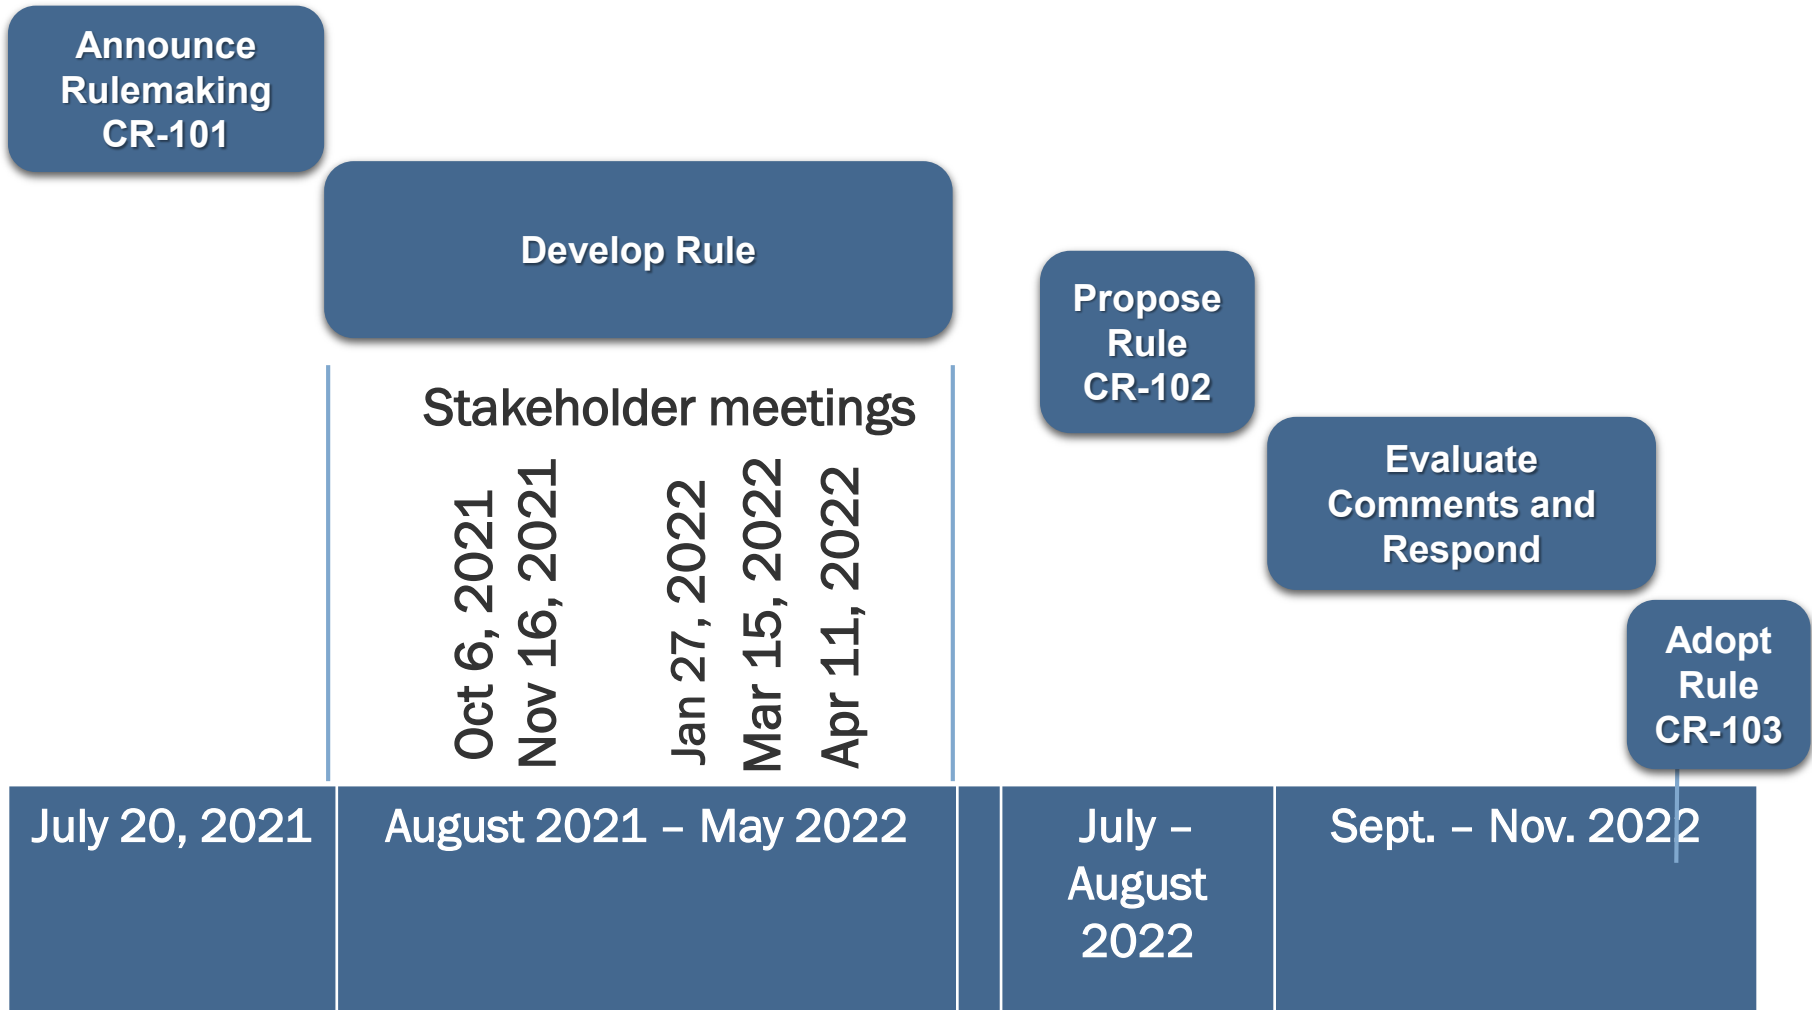 Announce
Rulemaking
CR-101
Develop Rule
Propose
Rule
CR-102
Stakeholder meetings
Oct 6, 2021
Nov 16, 2021
Jan 27, 2022
Mar 15, 2022
Apr 11, 2022
Evaluate
Comments and
Respond
Adopt
Rule
CR-103
July 20, 2021
August 2021 – May 2022
July –
August
2022
Sept. – Nov. 2022